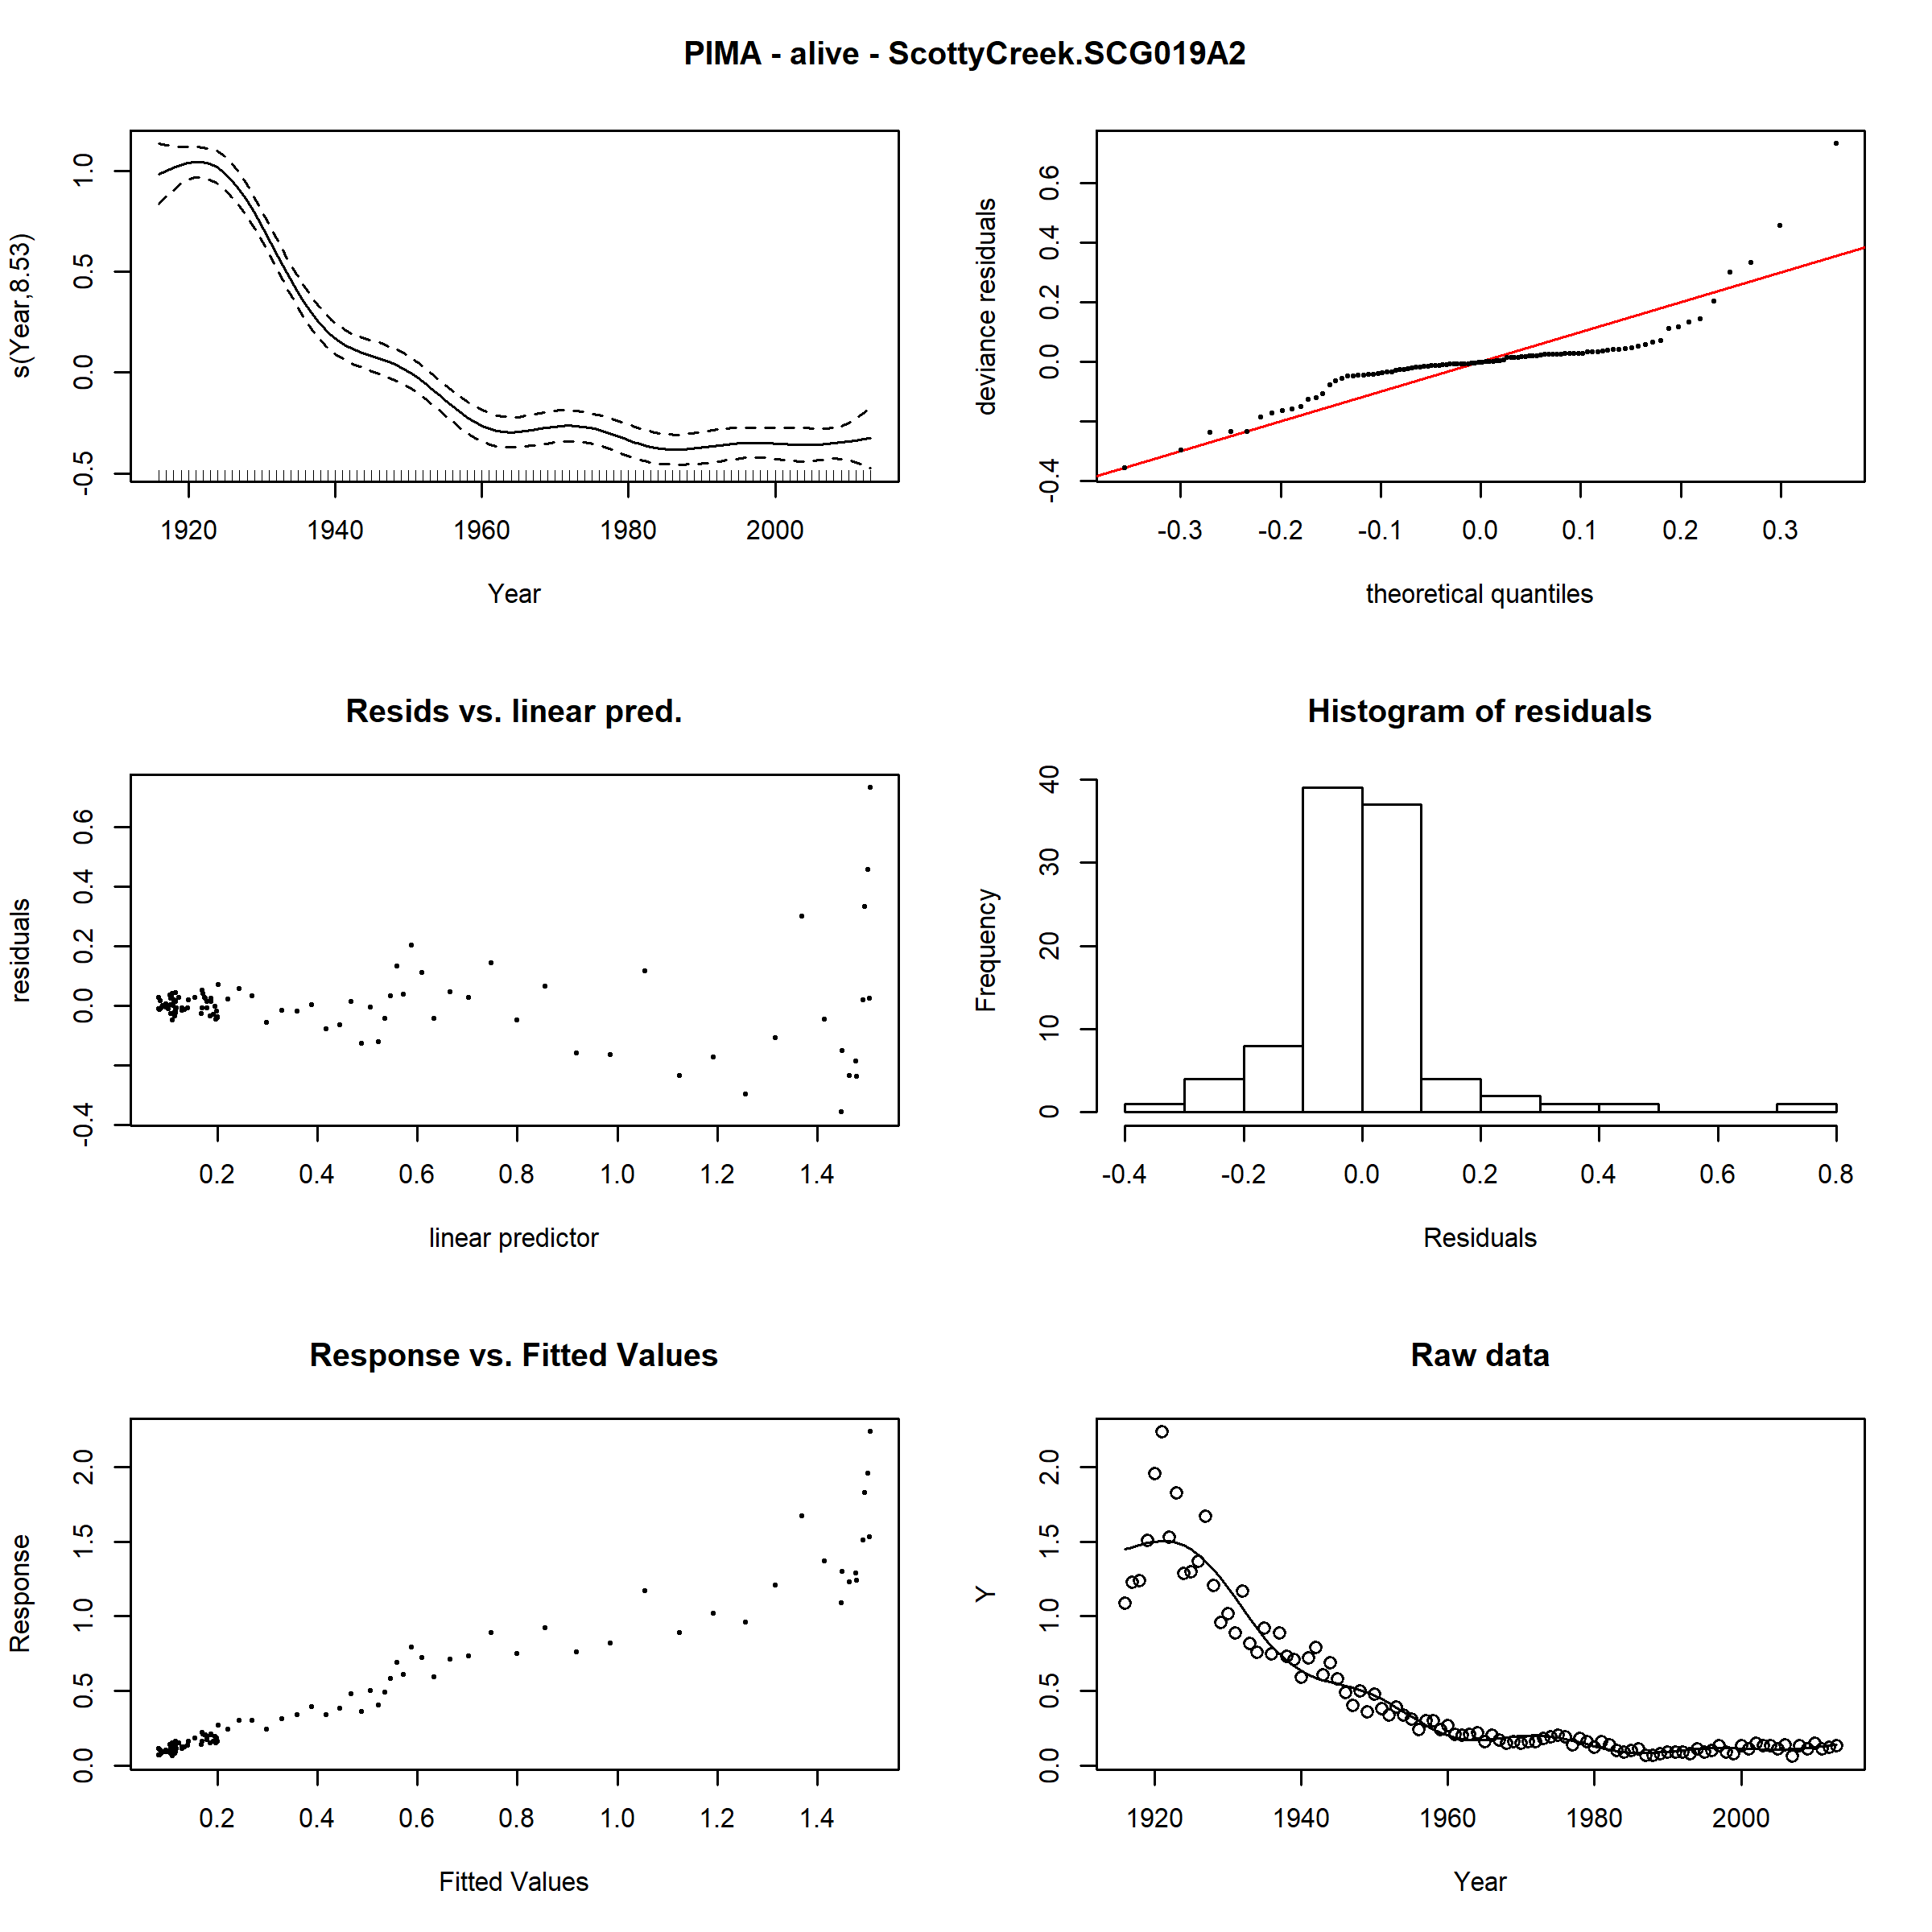 PIMA - alive - ScottyCreek.SCG019A2
s(Year,8.53)
-0.5 0.0 0.5 1.0
1920 1940 1960 1980 2000
Year
deviance residuals
-0.4 0.0 0.2 0.4 0.6
-0.3 -0.2 -0.1 0.0 0.1 0.2 0.3
theoretical quantiles
Resids vs. linear pred.
residuals
-0.4 0.0 0.2 0.4 0.6
0.2 0.4 0.6 0.8 1.0 1.2 1.4
linear predictor
Histogram of residuals
Frequency
0 10 20 30 40
-0.4 -0.2 0.0 0.2 0.4 0.6 0.8
Residuals
Response vs. Fitted Values
Response
0.0 0.5 1.0 1.5 2.0
0.2 0.4 0.6 0.8 1.0 1.2 1.4
Fitted Values
Raw data
Y
0.0 0.5 1.0 1.5 2.0
1920 1940 1960 1980 2000
Year